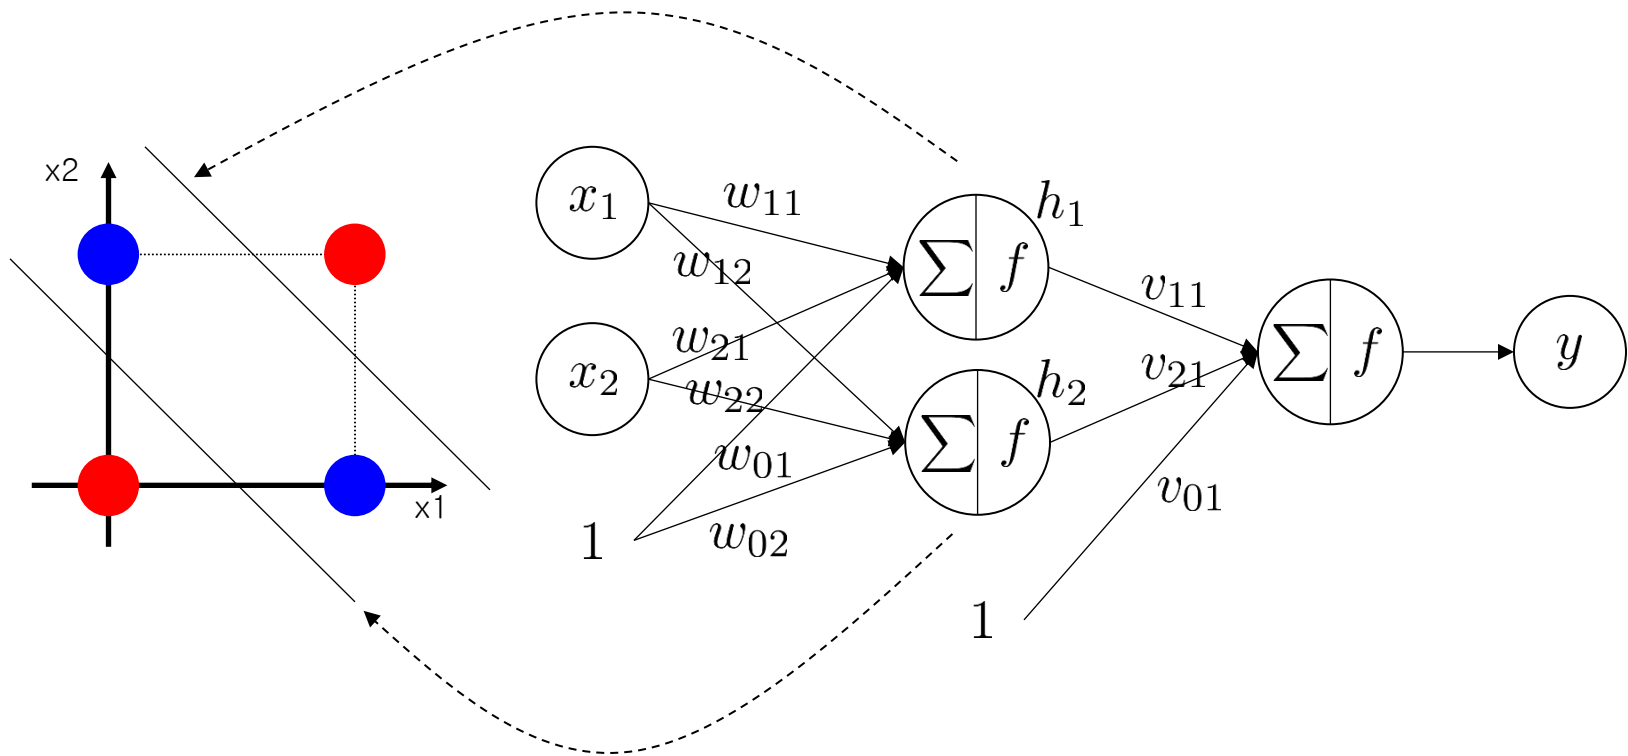 x2
x1
x₁
x₂
1
w₁₁
w₁₂
w₂₁
w₂₂
w₀₁
w₀₂
∑ f
h₁
∑ f
h₂
1
v₁₁
v₂₁
v₀₁
∑ f
y